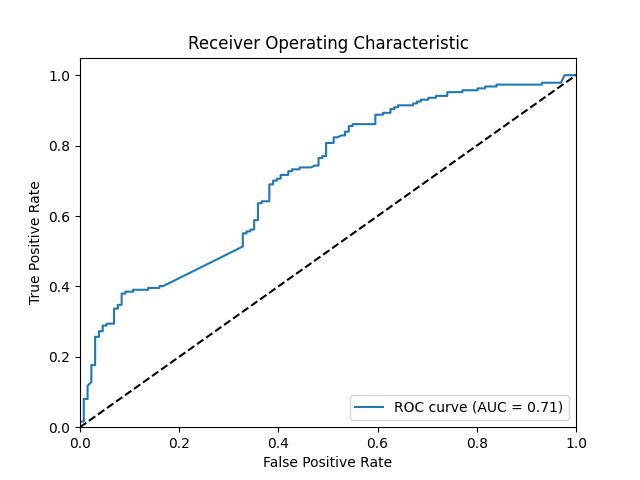 Receiver Operating Characteristic
True Positive Rate
1.0
0.8
0.6
0.4
0.2
0.0
ROC curve (AUC = 0.71)
0.0 0.2 0.4 0.6 0.8 1.0
False Positive Rate